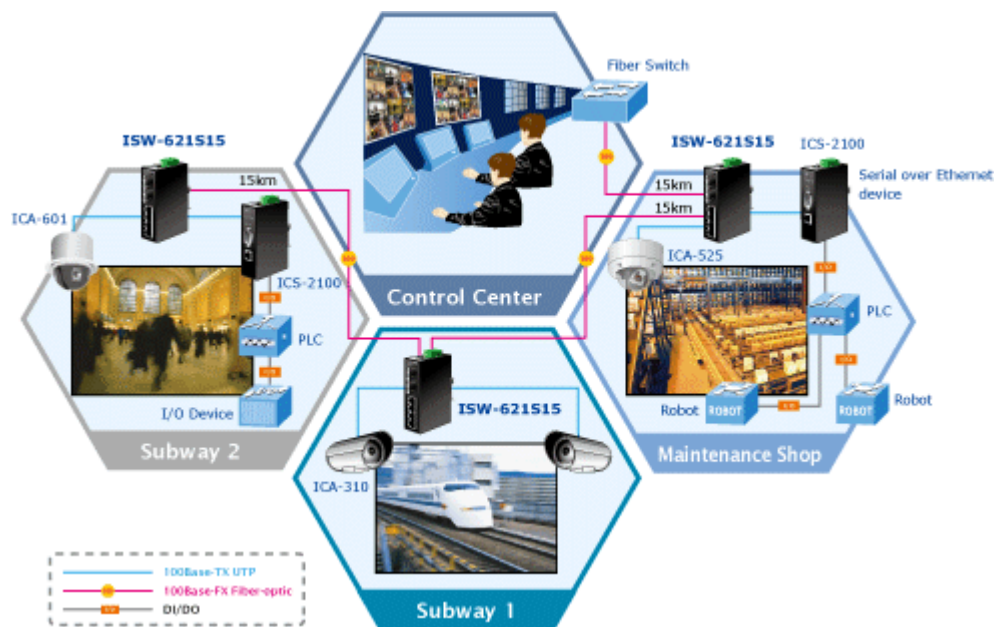 Fiber Switch
ISW-621S15
15km
ICA-601
ICS-2100
PLC
I/O Device
Subway 2
Control Center
ISW-621S15
ICS-2100
Serial over Ethernet
device
15km
15km
ICA-525
PLC
Robot
ROBOT
ROBOT
Robot
Maintenance Shop
ISW-621S15
ICA-310
Subway 1
100Base-TX UTP
100Base-FX Fiber-optic
DI/DO